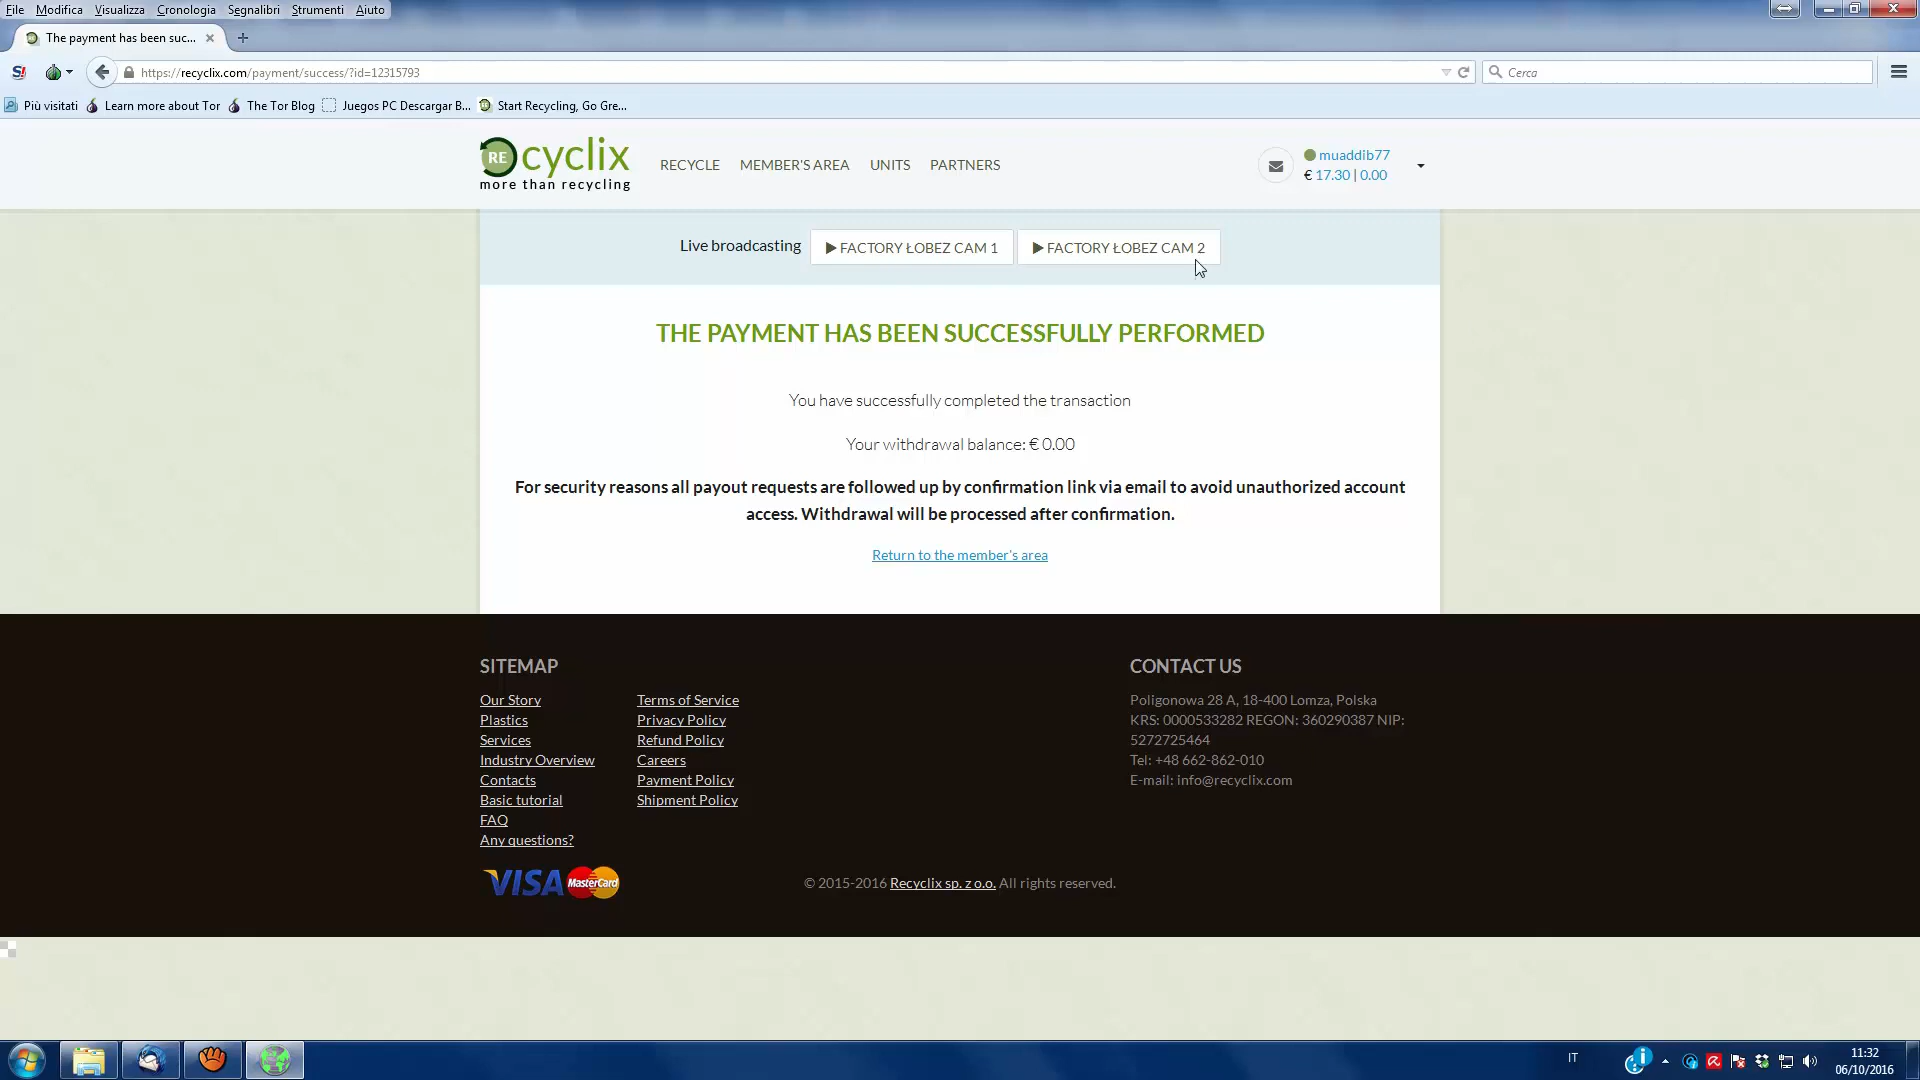 File Modifica Visualizza Cronologia Segnalibri Strumenti Aiuto
The payment has been suc...
https://recyclix.com/payment/success/?id=12315793
Cerca
Più visitati Learn more about Tor The Tor Blog Juegos PC Descargar B... Start Recycling, Go Gre...
REcyclix
more than recycling
RECYCLE MEMBER'S AREA UNITS PARTNERS
muaddib77
€ 17.30 | 0.00
Live broadcasting FACTORY ŁOBEZ CAM 1 FACTORY ŁOBEZ CAM 2
THE PAYMENT HAS BEEN SUCCESSFULLY PERFORMED
You have successfully completed the transaction
Your withdrawal balance: € 0.00
For security reasons all payout requests are followed up by confirmation link via email to avoid unauthorized account
access. Withdrawal will be processed after confirmation.
Return to the member's area
SITEMAP
Our Story
Plastics
Services
Industry Overview
Contacts
Basic tutorial
FAQ
Any questions?
Terms of Service
Privacy Policy
Refund Policy
Careers
Payment Policy
Shipment Policy
CONTACT US
Poligonowa 28 A, 18-400 Lomza, Polska
KRS: 0000533282 REGON: 360290387 NIP:
5272725464
Tel: +48 662-862-010
E-mail: info@recyclix.com
VISA MasterCard
© 2015-2016 Recyclix sp. z o.o. All rights reserved.
IT
11:32
06/10/2016